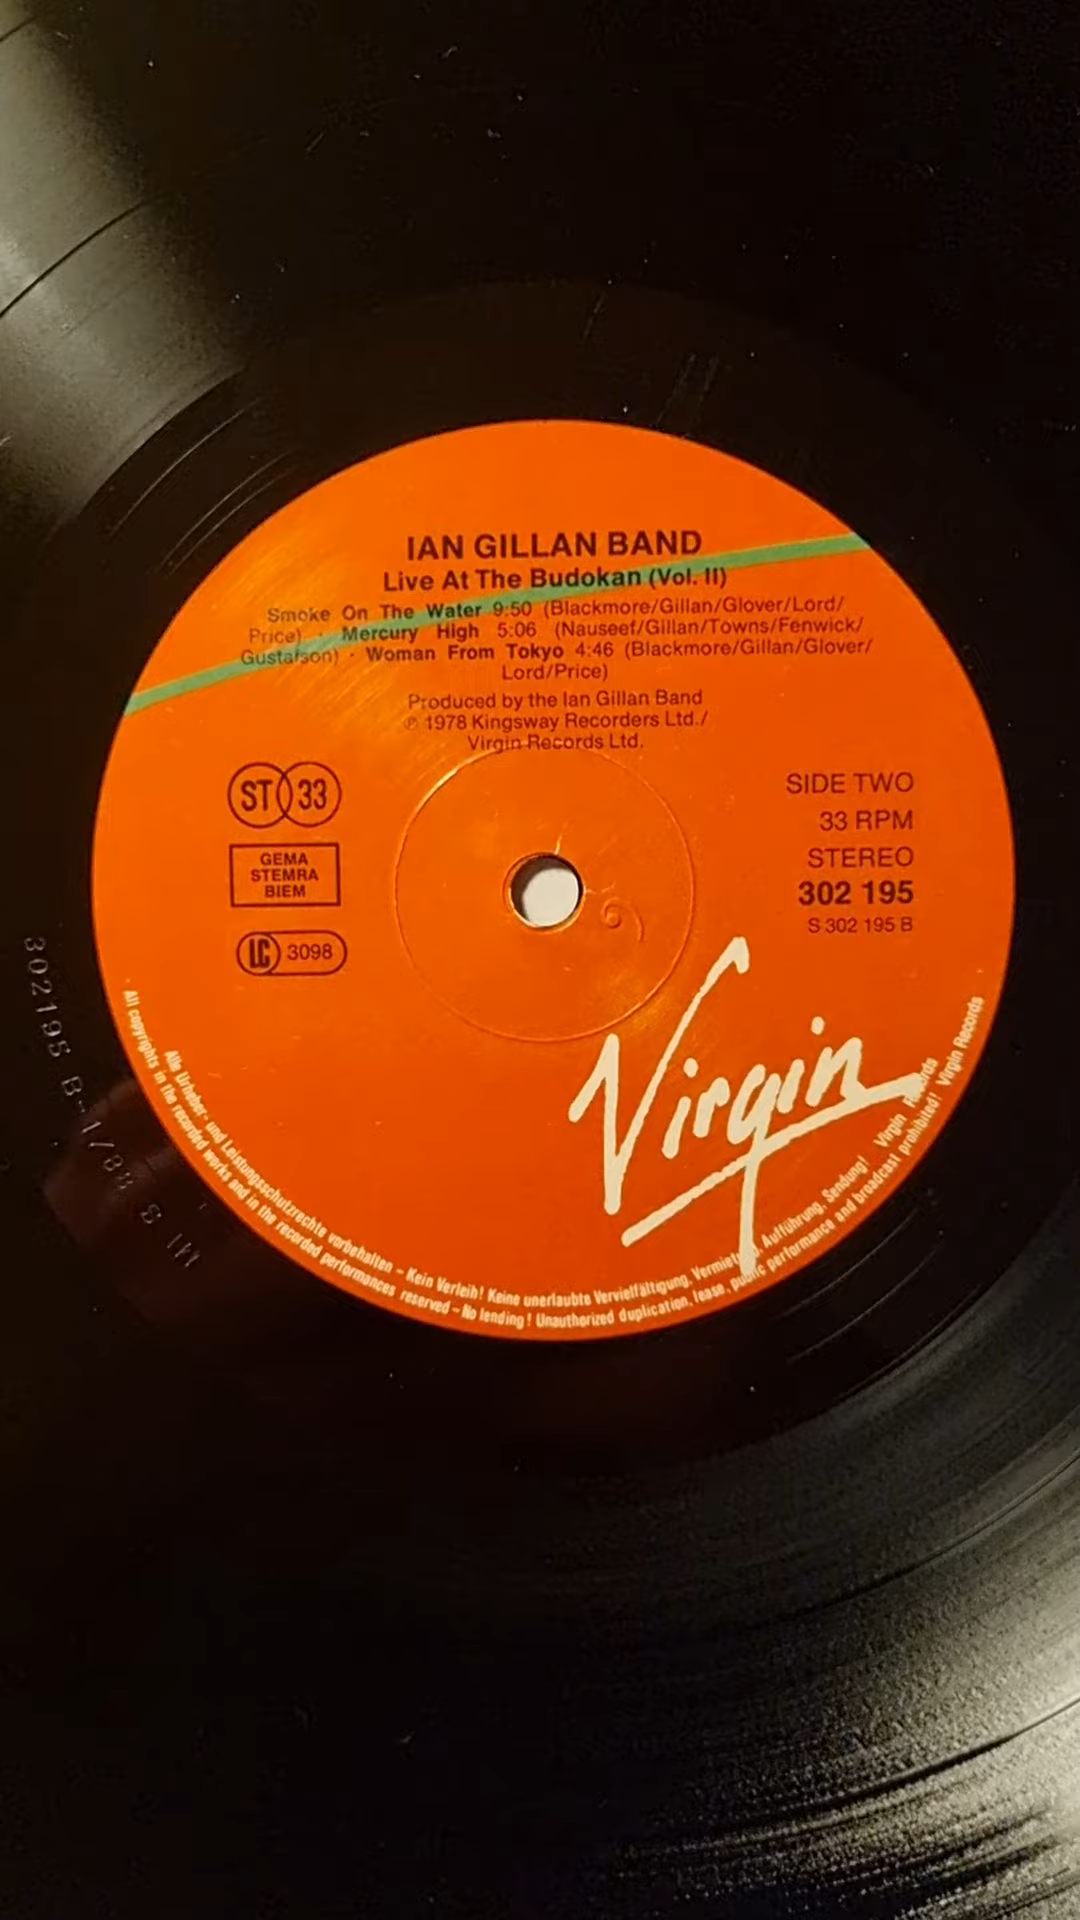 IAN GILLAN BAND
Live At The Budokan (Vol. II)
Smoke On The Water 9:50 (Blackmore/Gillan/Glover/Lord/
Price) · Mercury High 5:06 (Nauseef/Gillan/Towns/Fenwick/
Gustafson) · Woman From Tokyo 4:46 (Blackmore/Gillan/Glover/
Lord/Price)
Produced by the Ian Gillan Band
℗ 1978 Kingsway Recorders Ltd./
Virgin Records Ltd.
ST 33
GEMA
STEMRA
BIEM
LC 3098
SIDE TWO
33 RPM
STEREO
302 195
S 302 195 B
Virgin
Alle Urheber- und Leistungsschutzrechte vorbehalten – Kein Verleih! Keine unerlaubte Vervielfältigung, Vermietung, Aufführung, Sendung! Virgin Records
All copyrights in the recorded works and in the recorded performances reserved – No lending! Unauthorized duplication, lease, public performance and broadcast prohibited! Virgin Records
302195 B-1/88 S